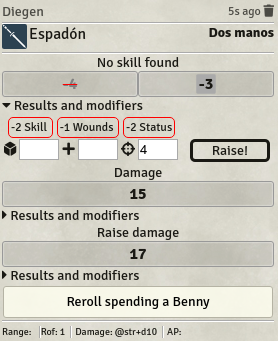 Diegen 5s ago
Espadón Dos manos
No skill found
-4 -3
Results and modifiers
-2 Skill -1 Wounds -2 Status
+ 4 Raise!
Damage
15
Results and modifiers
Raise damage
17
Results and modifiers
Reroll spending a Benny
Range: Rof: 1 Damage: @str+d10 AP: